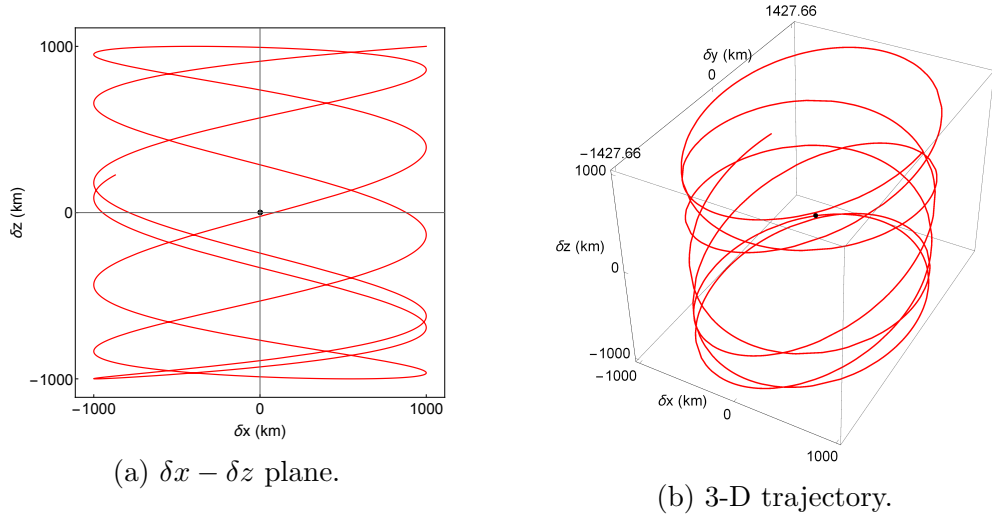 1000
0
−1000
δz (km)
−1000
0
1000
δx (km)
(a) δx − δz plane.
1427.66
δy (km)
0
−1427.66
1000
δz (km)
0
−1000
−1000
δx (km)
0
1000
(b) 3-D trajectory.